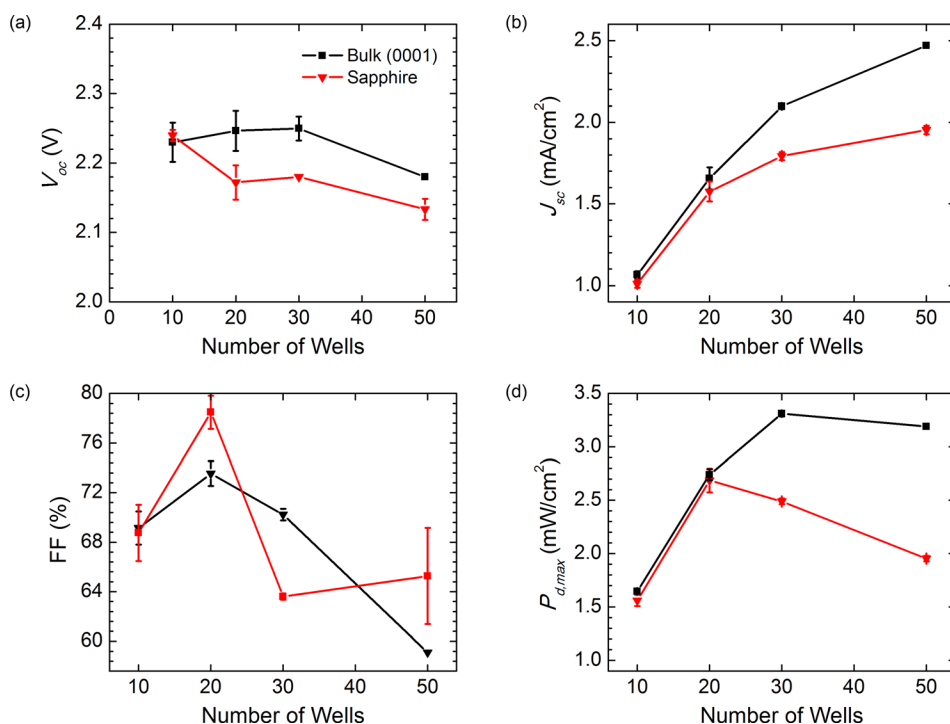 (a)
2.4
2.3
2.2
2.1
2.0
V_oc (V)
Bulk (0001)
Sapphire
0 10 20 30 40 50
Number of Wells
(b)
2.5
2.0
1.5
1.0
J_sc (mA/cm²)
10 20 30 40 50
Number of Wells
(c)
80
76
72
68
64
60
FF (%)
10 20 30 40 50
Number of Wells
(d)
3.5
3.0
2.5
2.0
1.5
1.0
P_d,max (mW/cm²)
10 20 30 40 50
Number of Wells